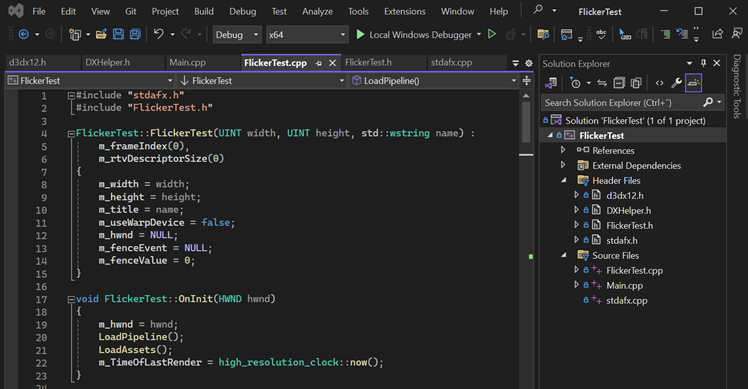 File Edit View Git Project Build Debug Test Analyze Tools Extensions Window Help FlickerTest
Debug x64 Local Windows Debugger
d3dx12.h DXHelper.h Main.cpp FlickerTest.cpp FlickerTest.h stdafx.cpp
FlickerTest FlickerTest LoadPipeline()
1 #include "stdafx.h"
2 #include "FlickerTest.h"
3
4 FlickerTest::FlickerTest(UINT width, UINT height, std::wstring name) :
5 m_frameIndex(0),
6 m_rtvDescriptorSize(0)
7 {
8 m_width = width;
9 m_height = height;
10 m_title = name;
11 m_useWarpDevice = false;
12 m_hwnd = NULL;
13 m_fenceEvent = NULL;
14 m_fenceValue = 0;
15 }
16
17 void FlickerTest::OnInit(HWND hwnd)
18 {
19 m_hwnd = hwnd;
20 LoadPipeline();
21 LoadAssets();
22 m_TimeOfLastRender = high_resolution_clock::now();
23 }
24
Solution Explorer
Search Solution Explorer (Ctrl+¨)
Solution 'FlickerTest' (1 of 1 project)
FlickerTest
References
External Dependencies
Header Files
d3dx12.h
DXHelper.h
FlickerTest.h
stdafx.h
Source Files
FlickerTest.cpp
Main.cpp
stdafx.cpp
Diagnostic Tools